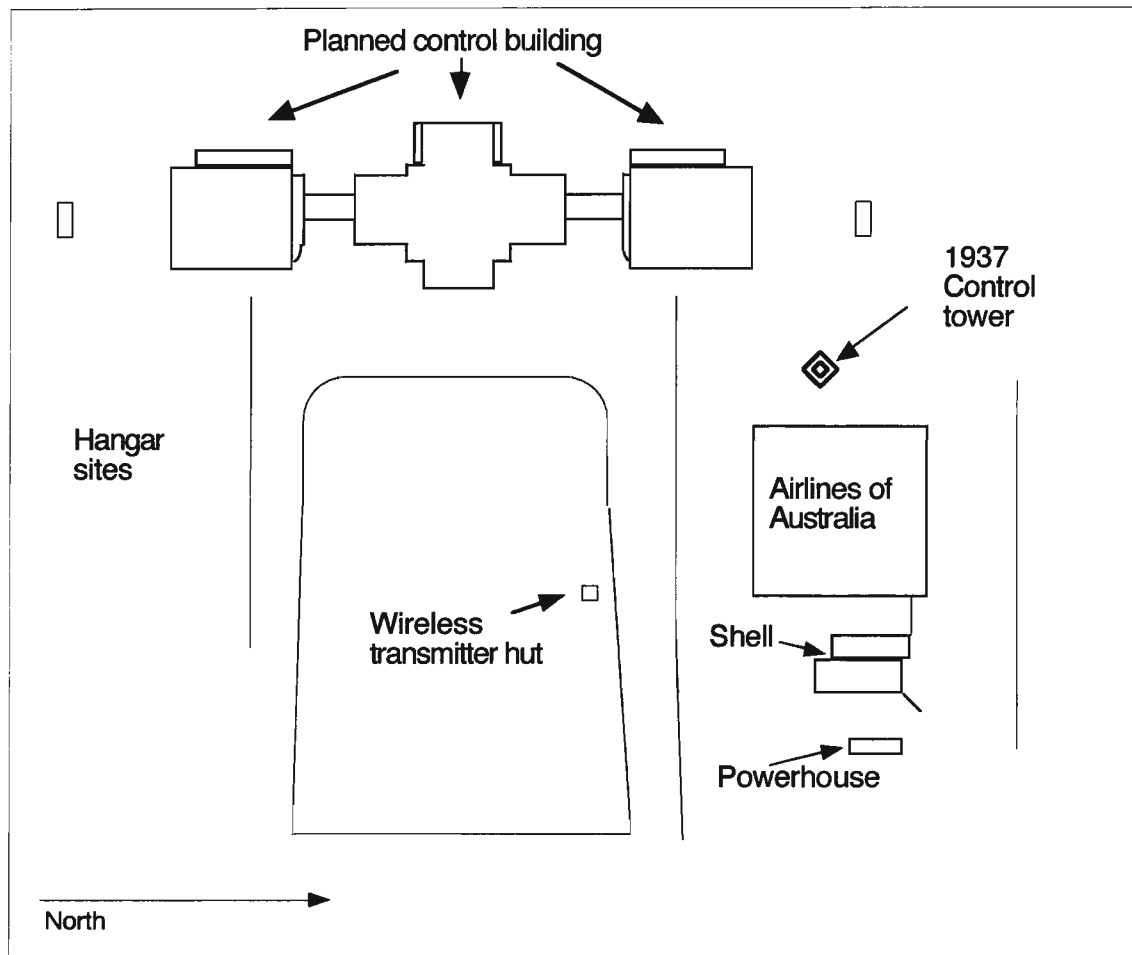 Planned control building
1937
Control
tower
Hangar
sites
Airlines of
Australia
Wireless
transmitter hut
Shell
Powerhouse
North